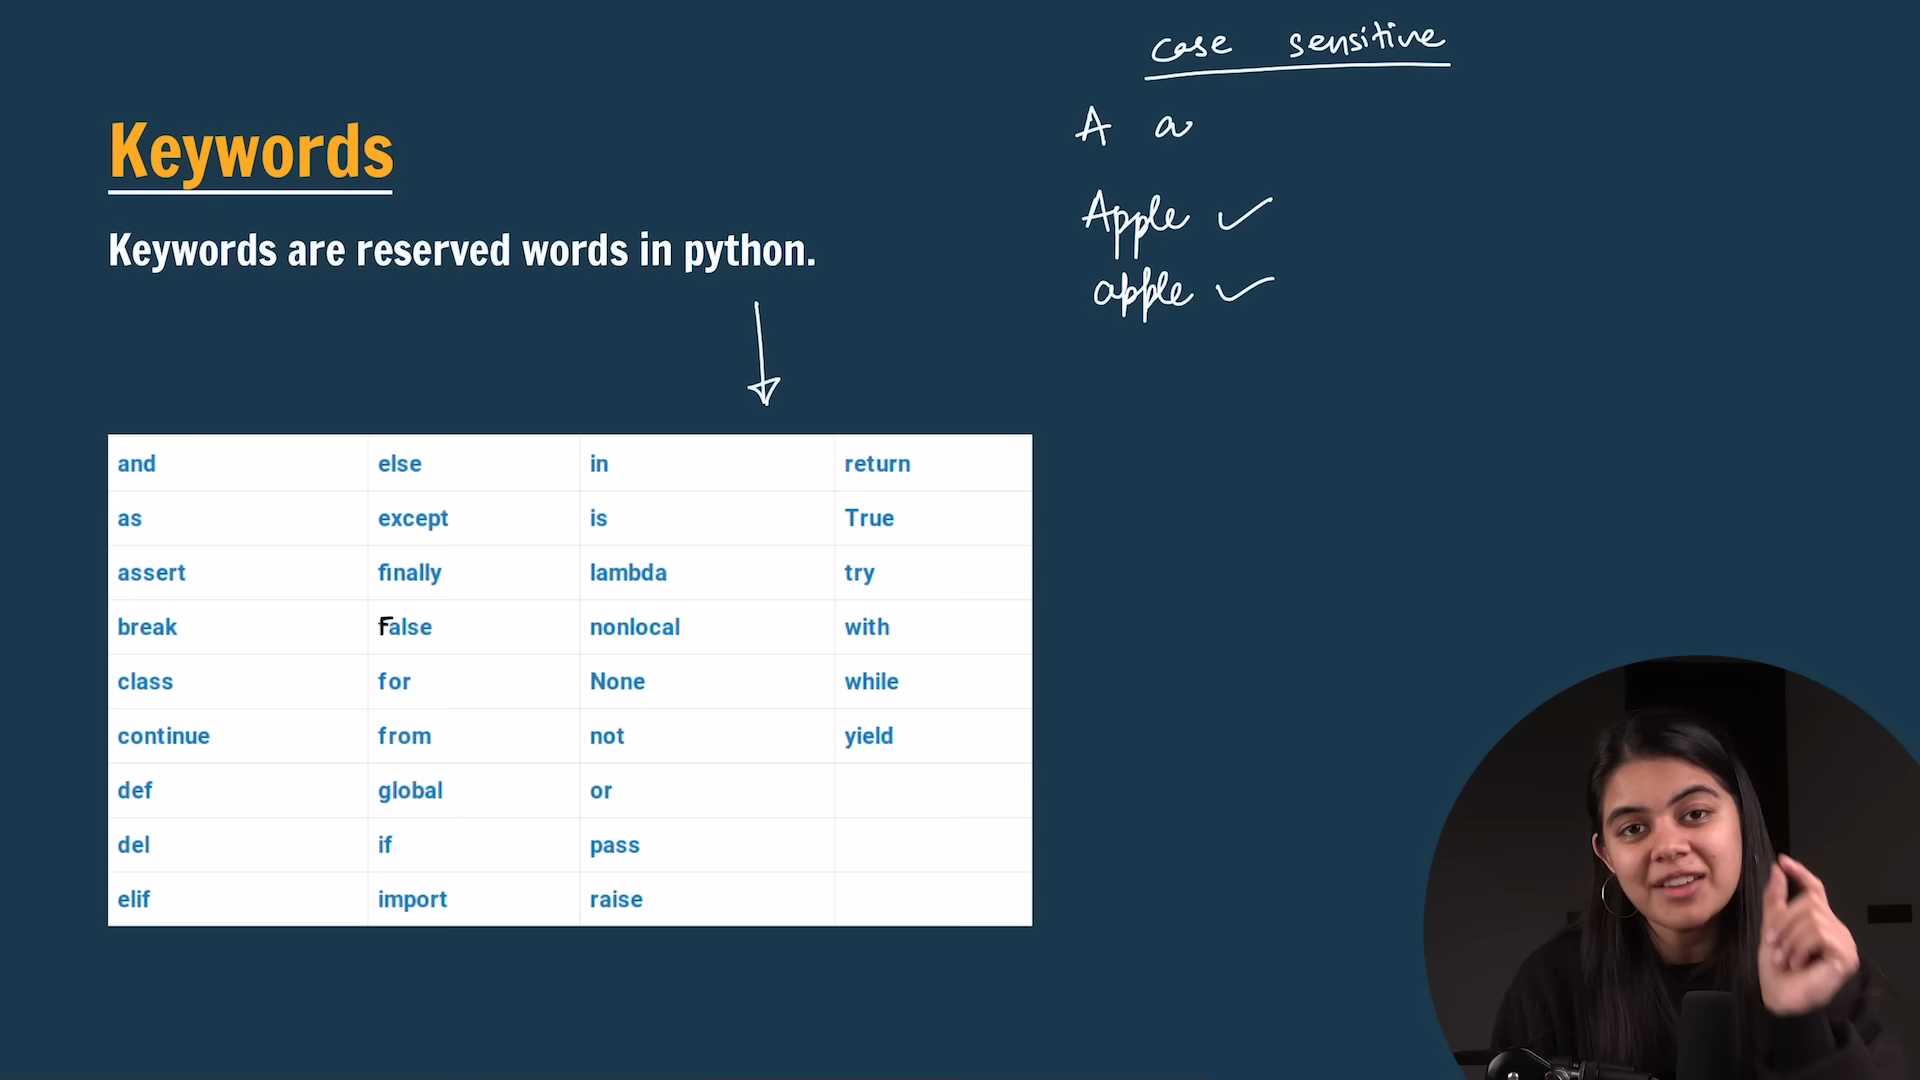 case sensitive
A a
Keywords
Apple
Keywords are reserved words in python.
apple
and else in return
as except is True
assert finally lambda try
break False nonlocal with
class for None while
continue from not yield
def global or
del if pass
elif import raise